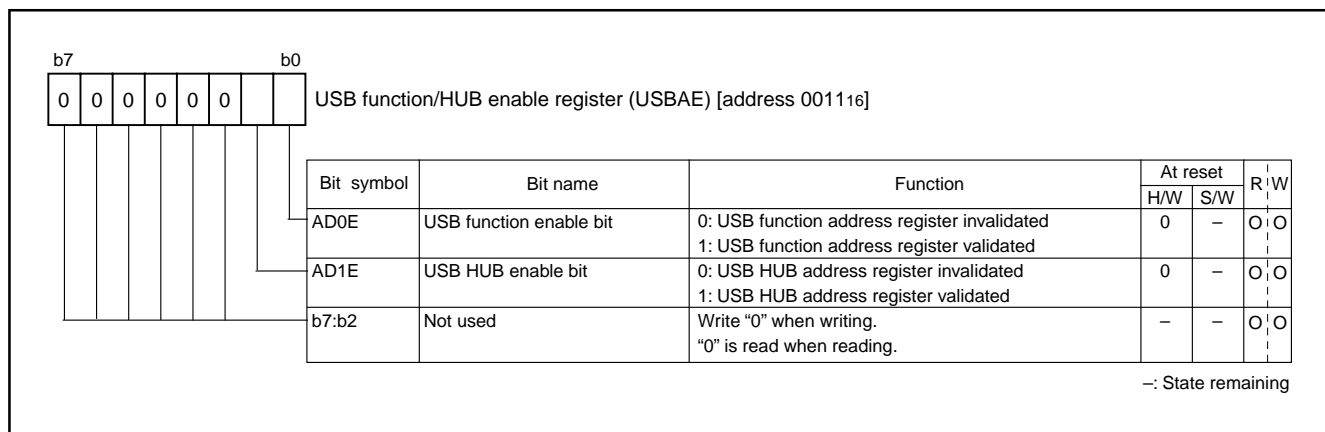 b7 b0
0 0 0 0 0 0 USB function/HUB enable register (USBAE) [address 001116]
Bit symbol Bit name Function At reset R W
H/W S/W
AD0E USB function enable bit 0: USB function address register invalidated 0 – O O
1: USB function address register validated
AD1E USB HUB enable bit 0: USB HUB address register invalidated 0 – O O
1: USB HUB address register validated
b7:b2 Not used Write “0” when writing. – – O O
“0” is read when reading.
–: State remaining